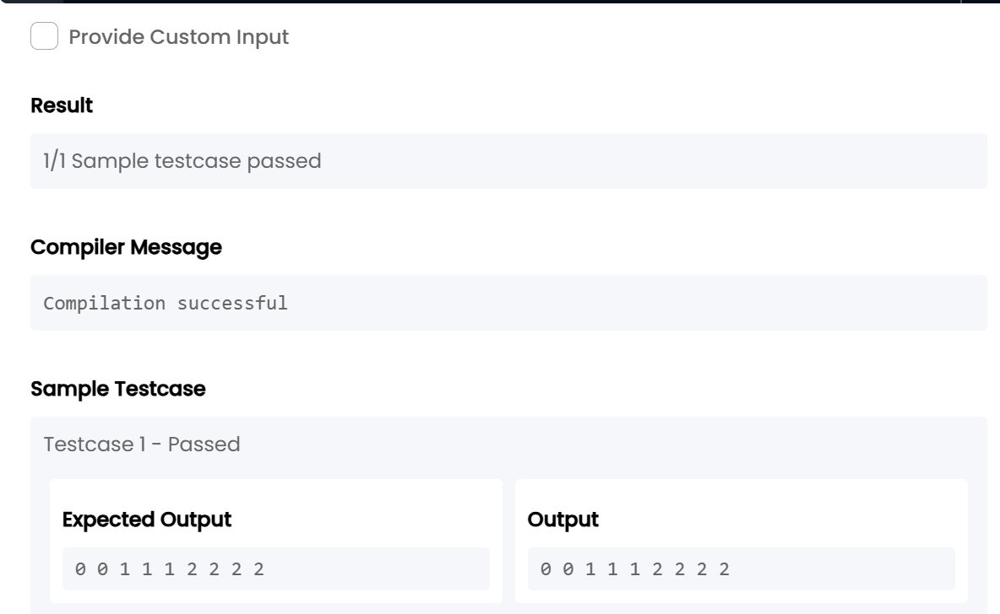 Provide Custom Input
Result
1/1 Sample testcase passed
Compiler Message
Compilation successful
Sample Testcase
Testcase 1 - Passed
Expected Output
0 0 1 1 1 2 2 2 2
Output
0 0 1 1 1 2 2 2 2